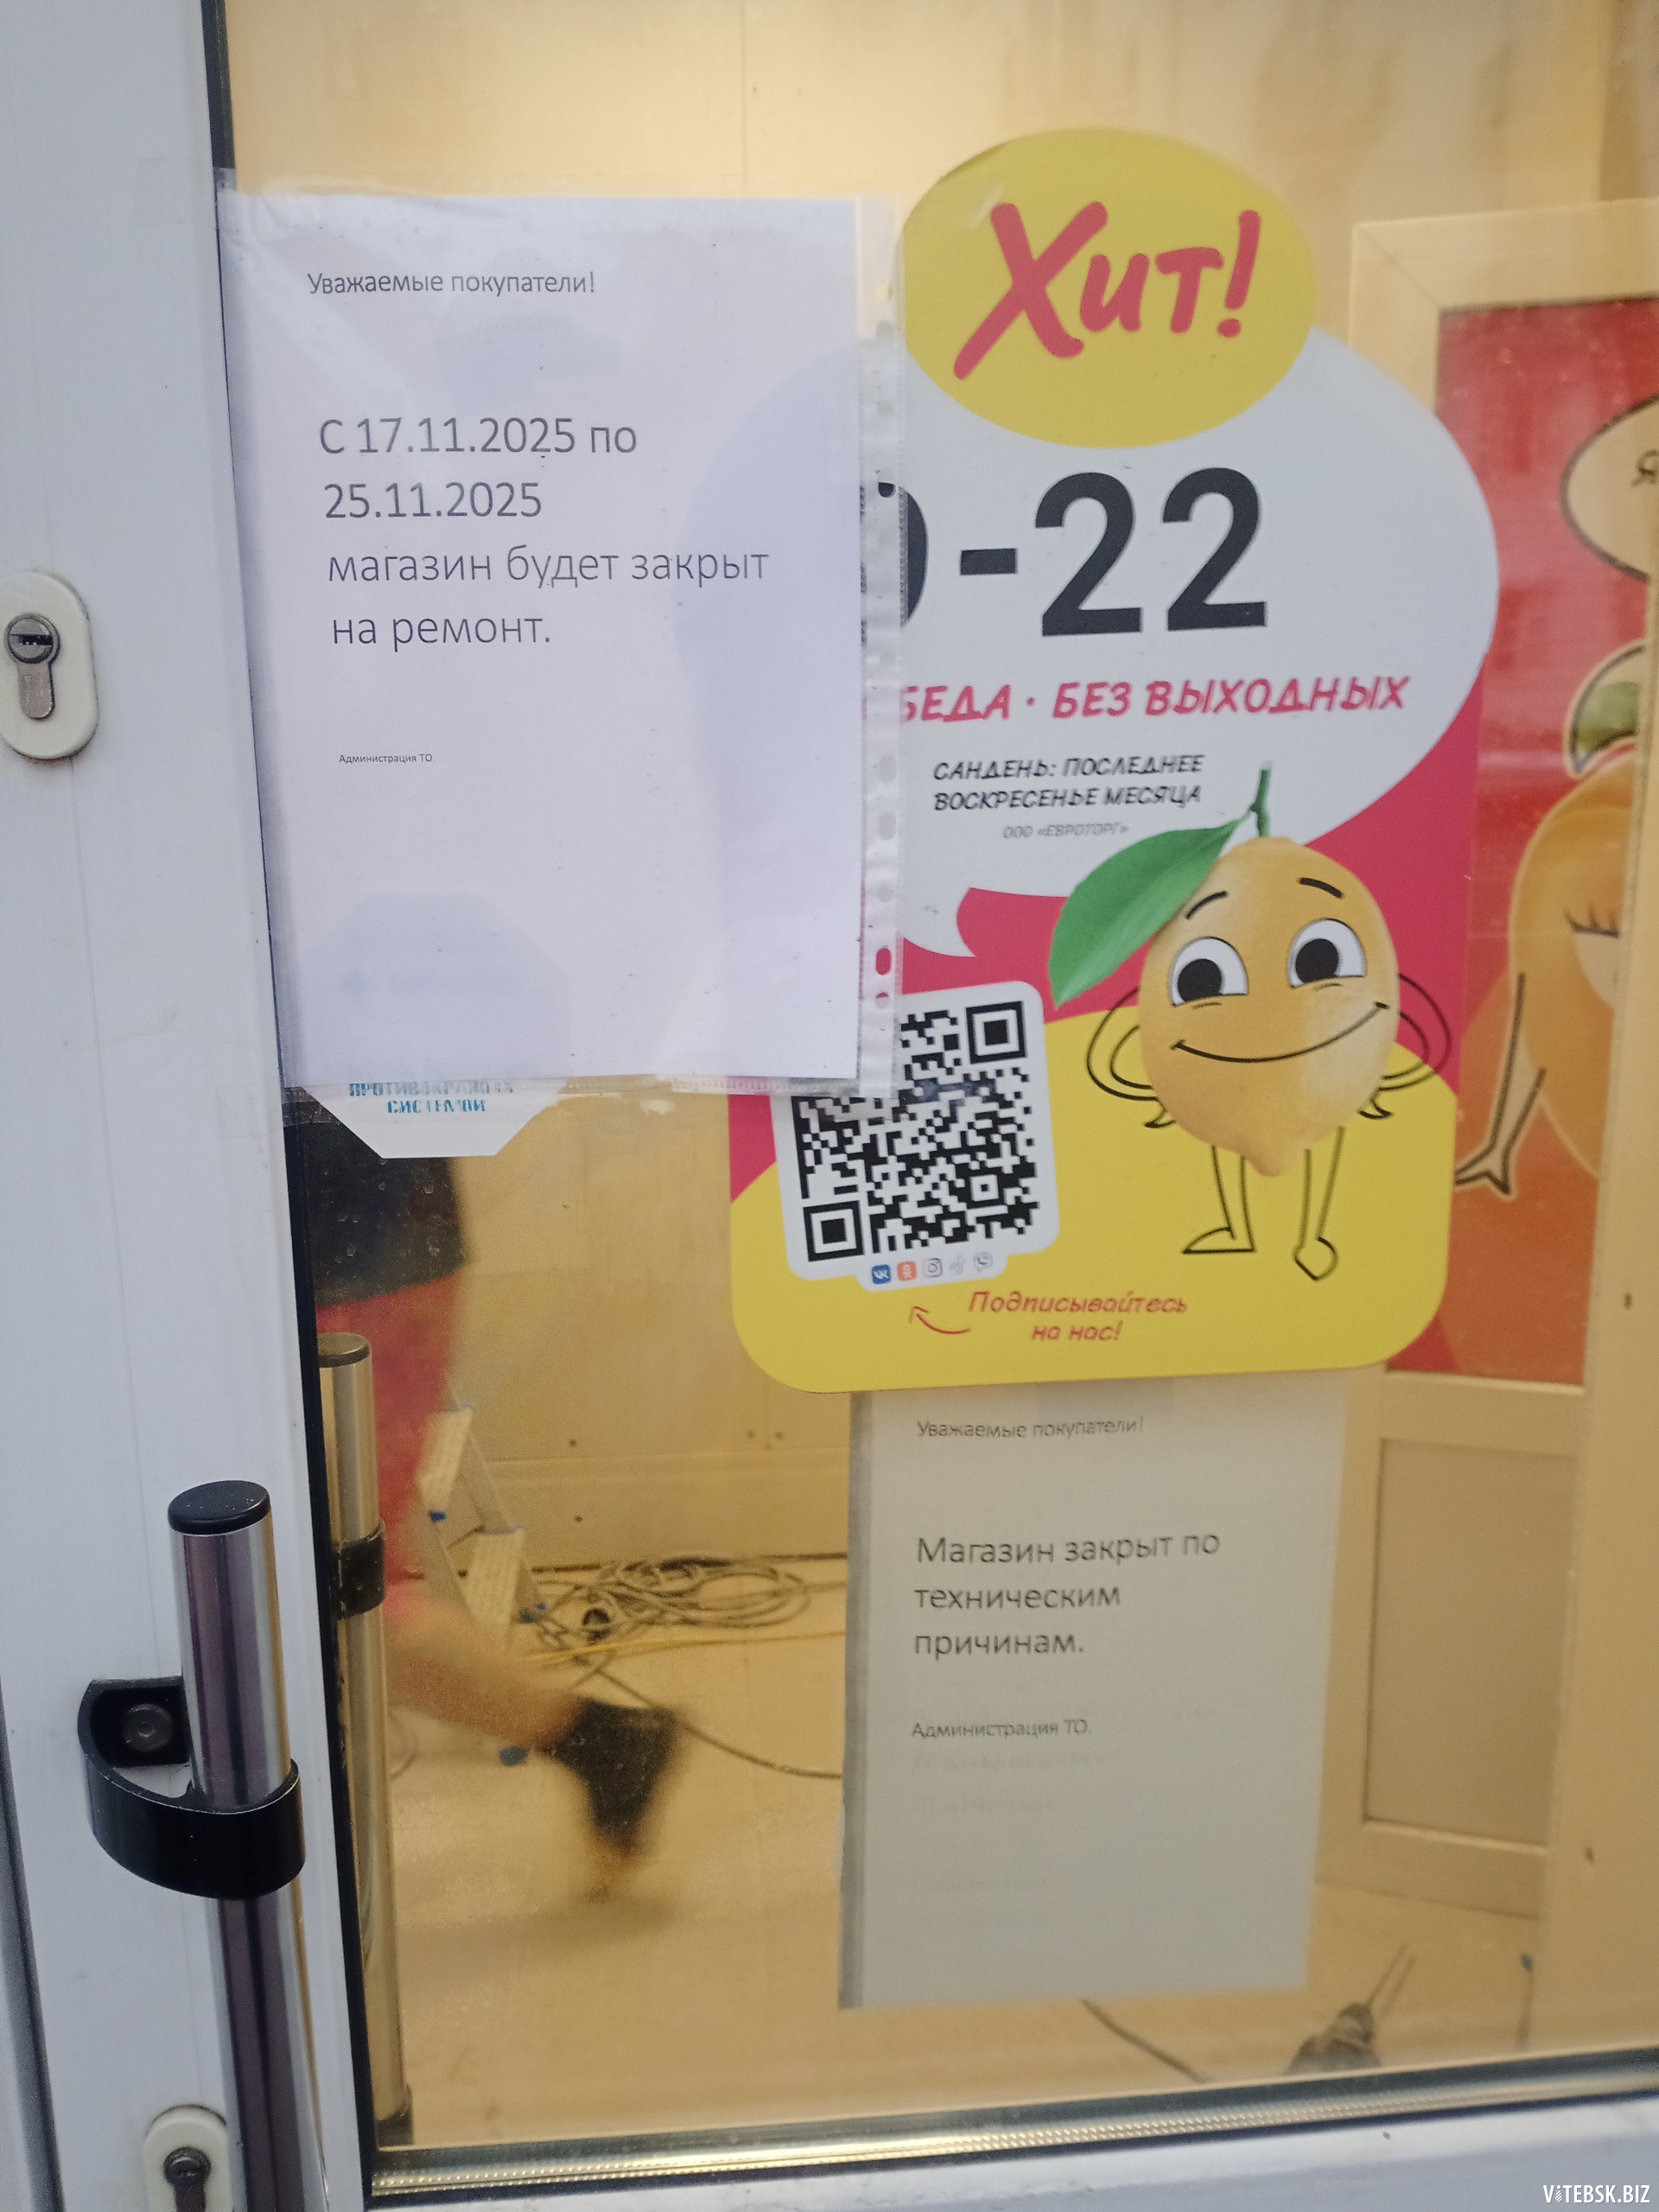 Уважаемые покупатели!
С 17.11.2025 по
25.11.2025
магазин будет закрыт
на ремонт.
Администрация ТО.
Хит!
-22
БЕДА · БЕЗ ВЫХОДНЫХ
САНДЕНЬ: ПОСЛЕДНЕЕ
ВОСКРЕСЕНЬЕ МЕСЯЦА
ООО «ЕВРОТОРГ»
СИСТЕМОЙ
Подписывайтесь
на нас!
Уважаемые покупатели!
Магазин закрыт по
техническим
причинам.
Администрация ТО.
Я
VITEBSK.BIZ